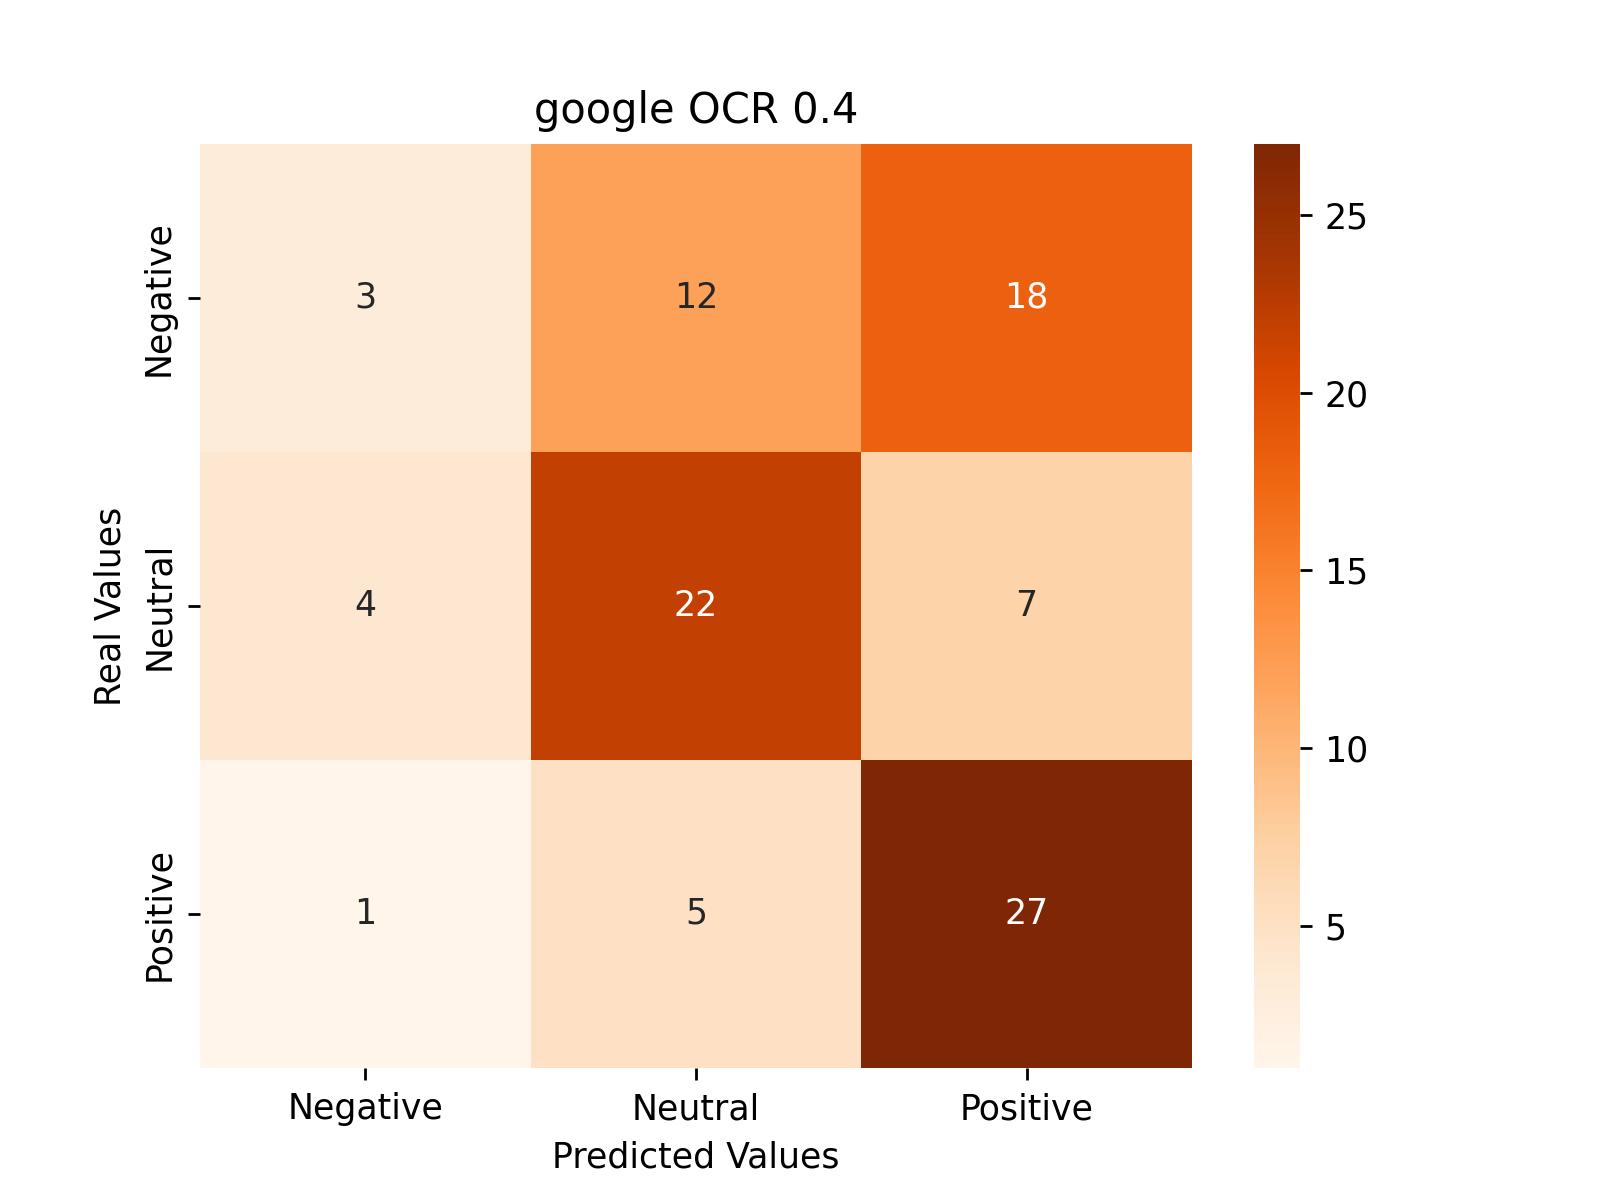 google OCR 0.4
Negative
3
12
18
25
20
Real Values
Neutral
4
22
7
15
10
Positive
1
5
27
5
Negative
Neutral
Positive
Predicted Values